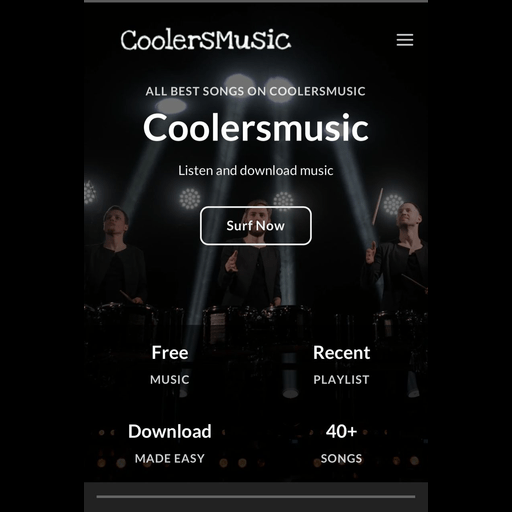 CoolersMusic
ALL BEST SONGS ON COOLERSMUSIC
Coolersmusic
Listen and download music
Surf Now
Free
MUSIC
Recent
PLAYLIST
Download
MADE EASY
40+
SONGS